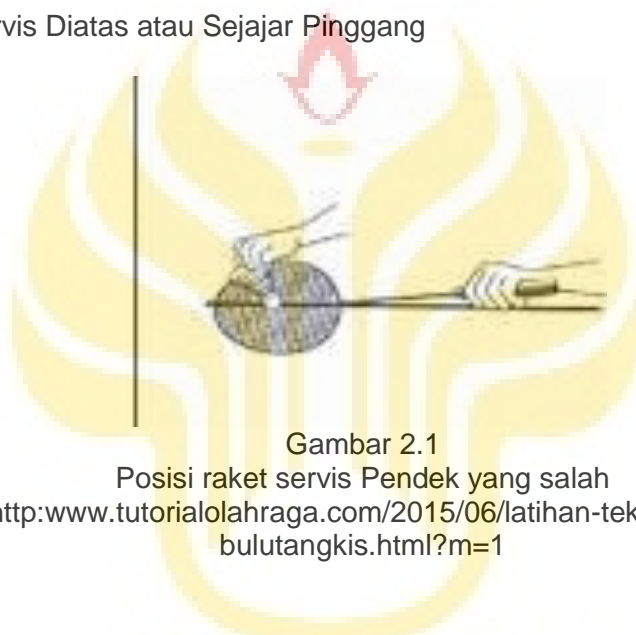 vis Diatas atau Sejajar Pinggang
Gambar 2.1
Posisi raket servis Pendek yang salah
http:www.tutorialolahraga.com/2015/06/latihan-tek
bulutangkis.html?m=1